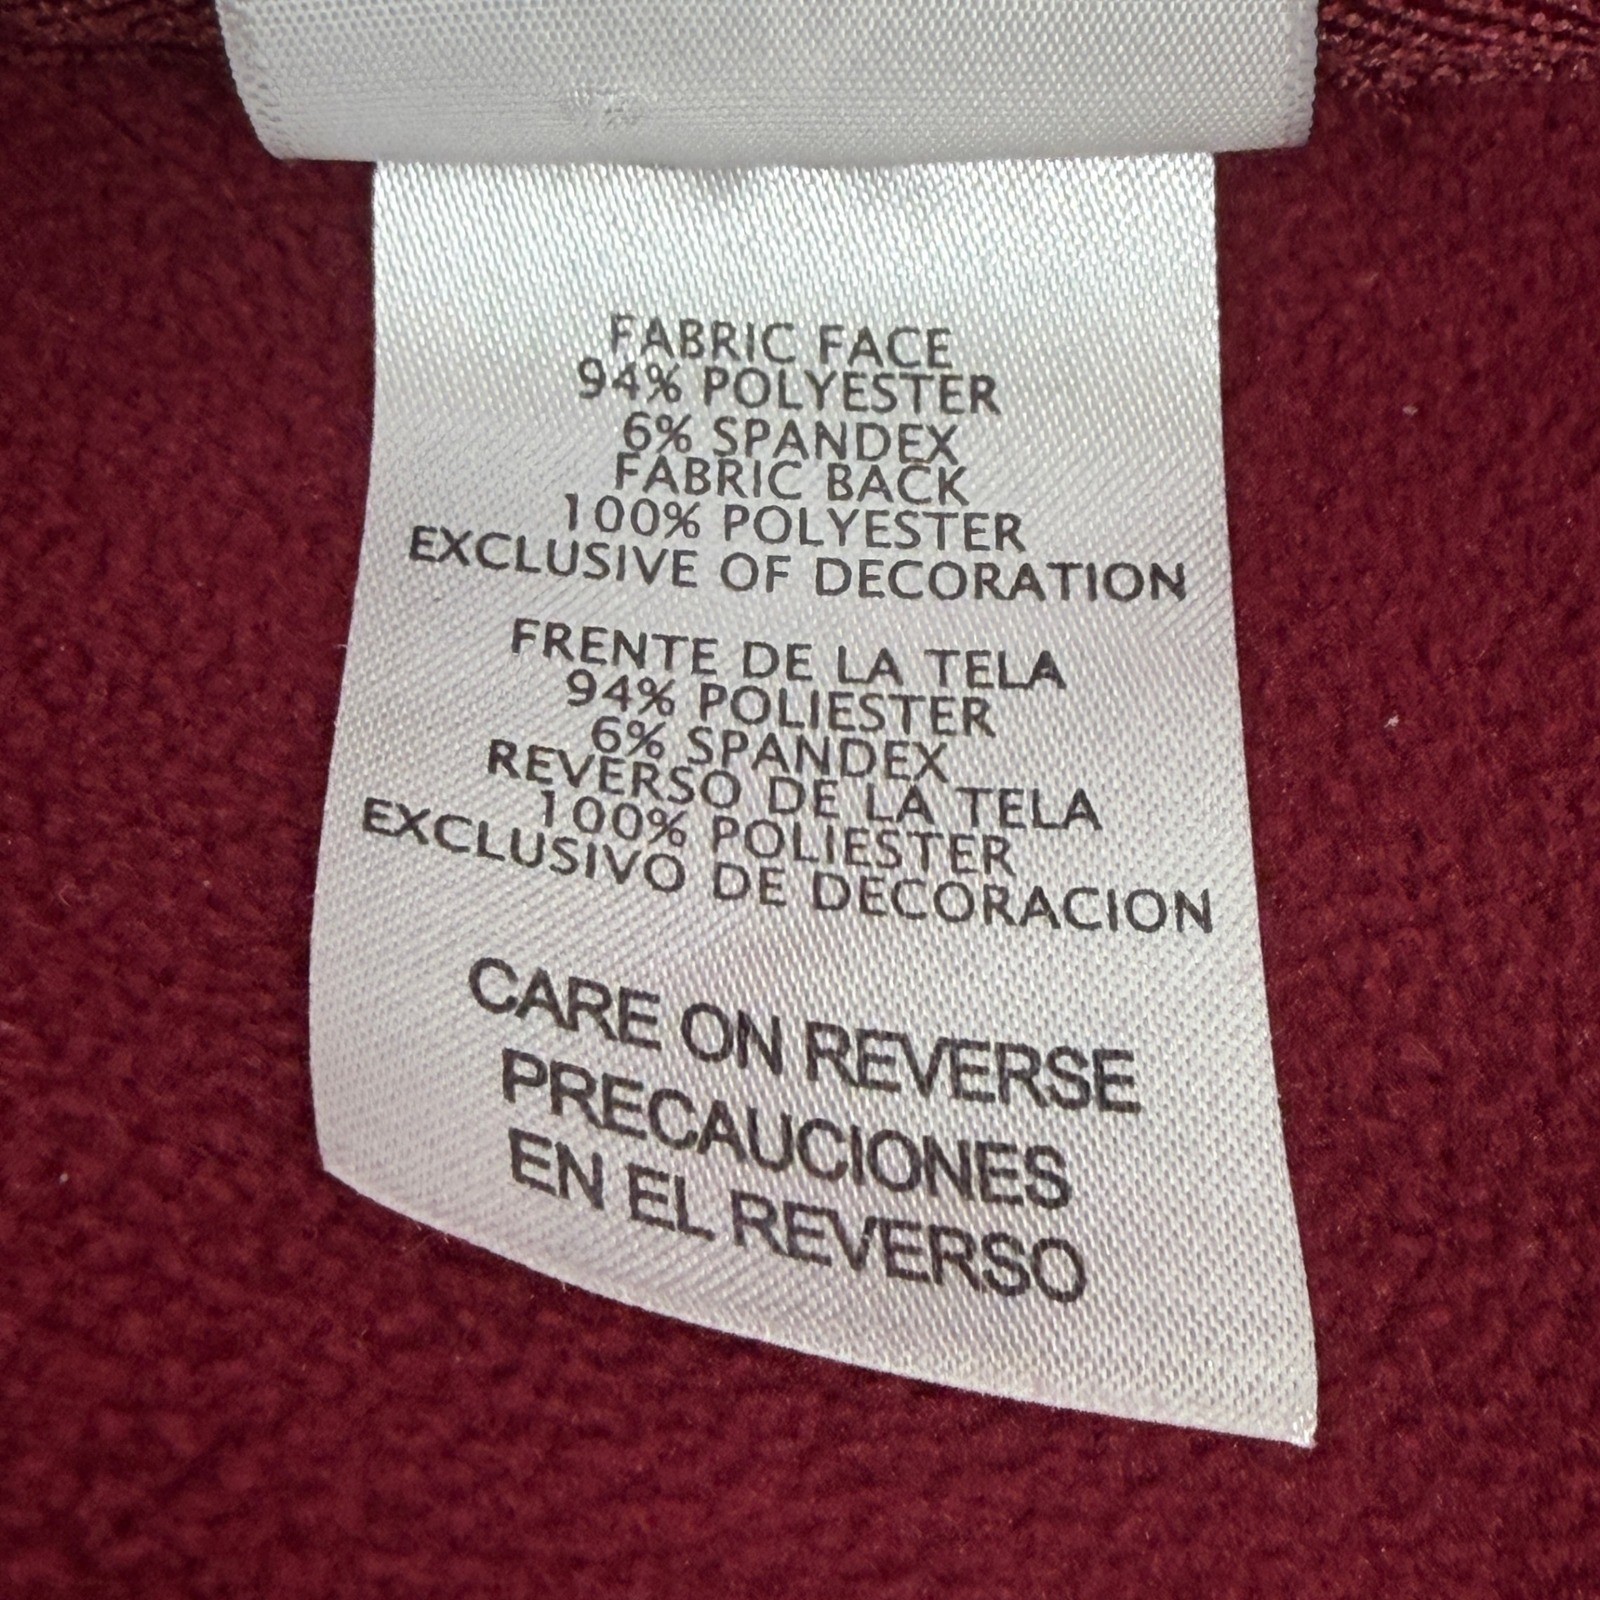 FABRIC FACE
94% POLYESTER
6% SPANDEX
FABRIC BACK
100% POLYESTER
EXCLUSIVE OF DECORATION
FRENTE DE LA TELA
94% POLIESTER
6% SPANDEX
REVERSO DE LA TELA
100% POLIESTER
EXCLUSIVO DE DECORACION
CARE ON REVERSE
PRECAUCIONES
EN EL REVERSO